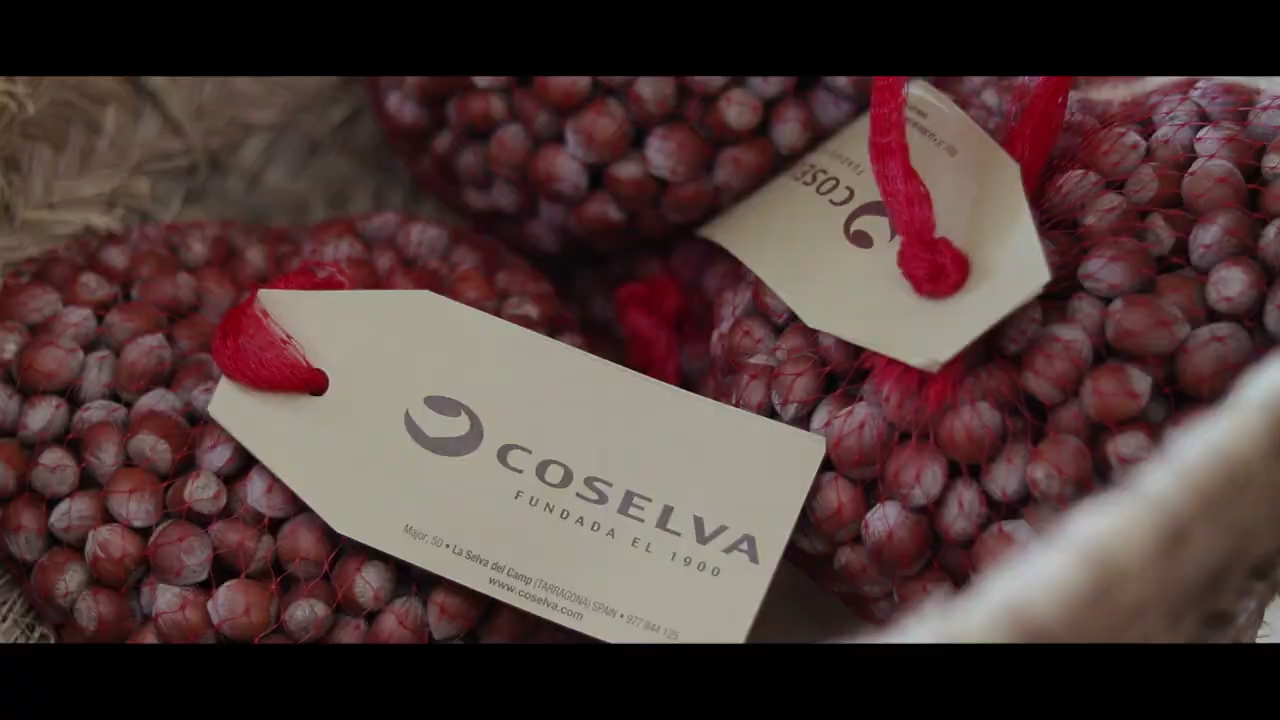 COSELVA
FUNDADA EL 1900
Major, 50 • La Selva del Camp (TARRAGONA) SPAIN • 977 844 125
www.coselva.com
COSE